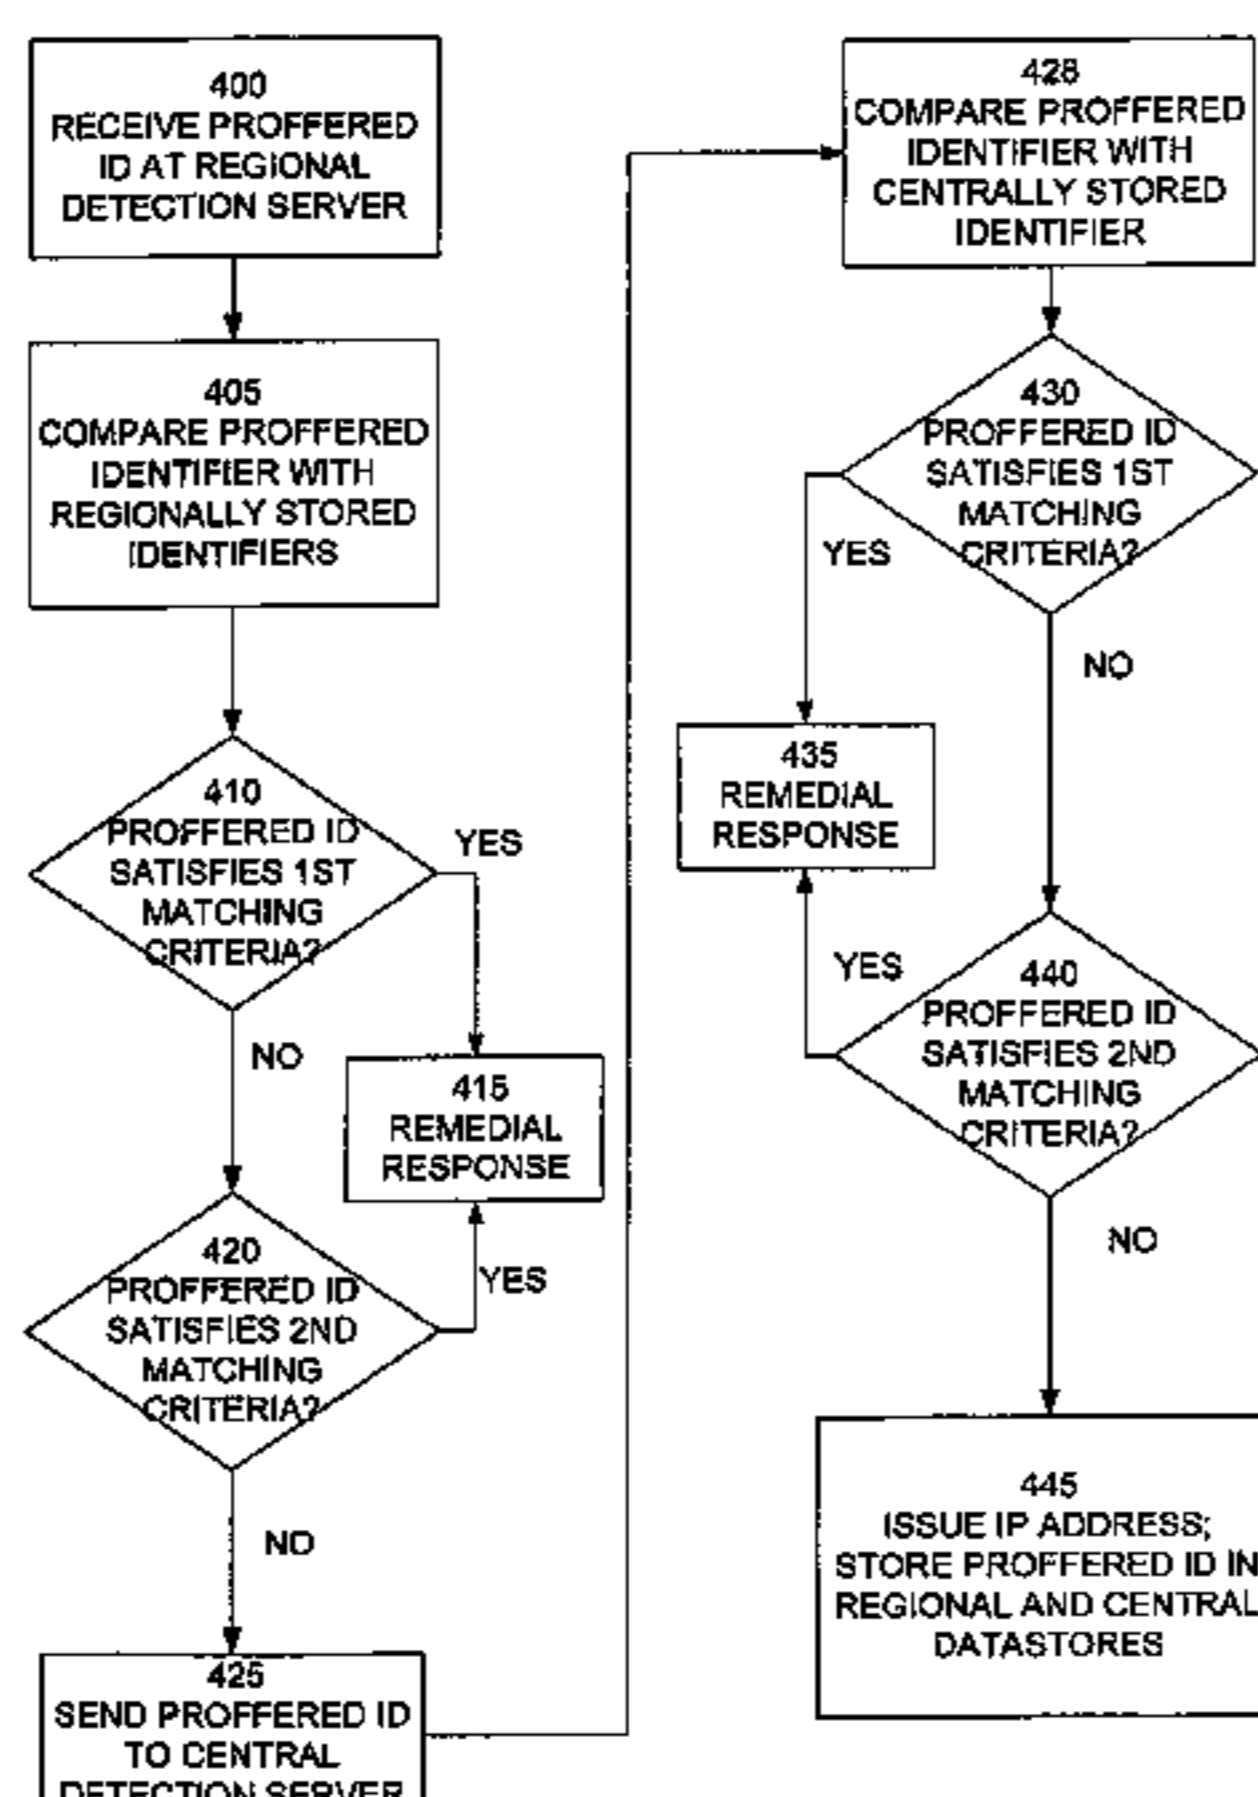 400
RECEIVE PROFFERED
ID AT REGIONAL
DETECTION SERVER
405
COMPARE PROFFERED
IDENTIFIER WITH
REGIONALLY STORED
IDENTIFIERS
410
PROFFERED ID
SATISFIES 1ST
MATCHING
CRITERIA?
YES
NO
415
REMEDIAL
RESPONSE
420
PROFFERED ID
SATISFIES 2ND
MATCHING
CRITERIA?
YES
NO
425
SEND PROFFERED ID
TO CENTRAL
DETECTION SERVER
428
COMPARE PROFFERED
IDENTIFIER WITH
CENTRALLY STORED
IDENTIFIER
430
PROFFERED ID
SATISFIES 1ST
MATCHING
CRITERIA?
YES
NO
435
REMEDIAL
RESPONSE
440
PROFFERED ID
SATISFIES 2ND
MATCHING
CRITERIA?
YES
NO
445
ISSUE IP ADDRESS;
STORE PROFFERED ID IN
REGIONAL AND CENTRAL
DATASTORES